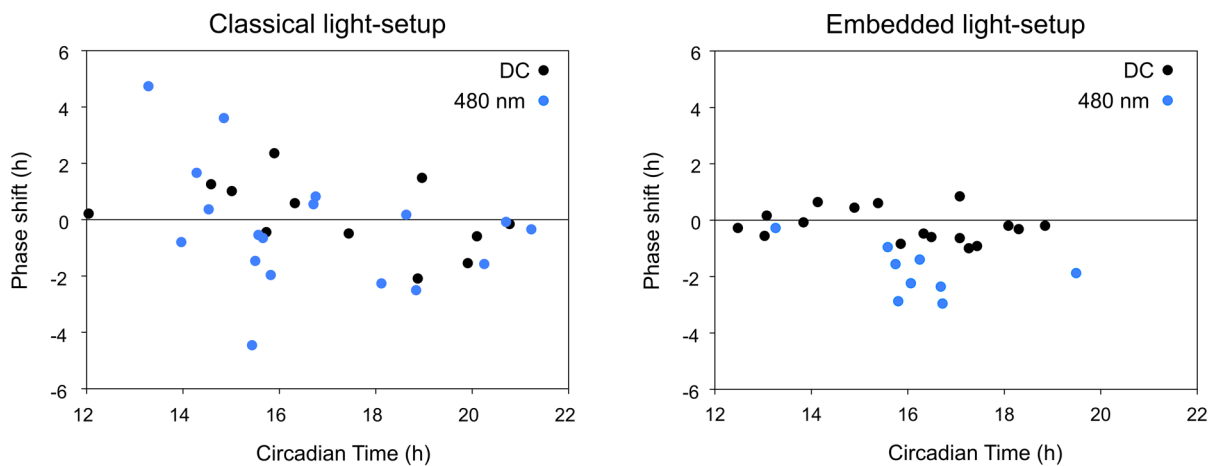 Classical light-setup
6
4
2
0
-2
-4
-6
Phase shift (h)
DC
480 nm
12 14 16 18 20 22
Circadian Time (h)
Embedded light-setup
6
4
2
0
-2
-4
-6
Phase shift (h)
DC
480 nm
12 14 16 18 20 22
Circadian Time (h)